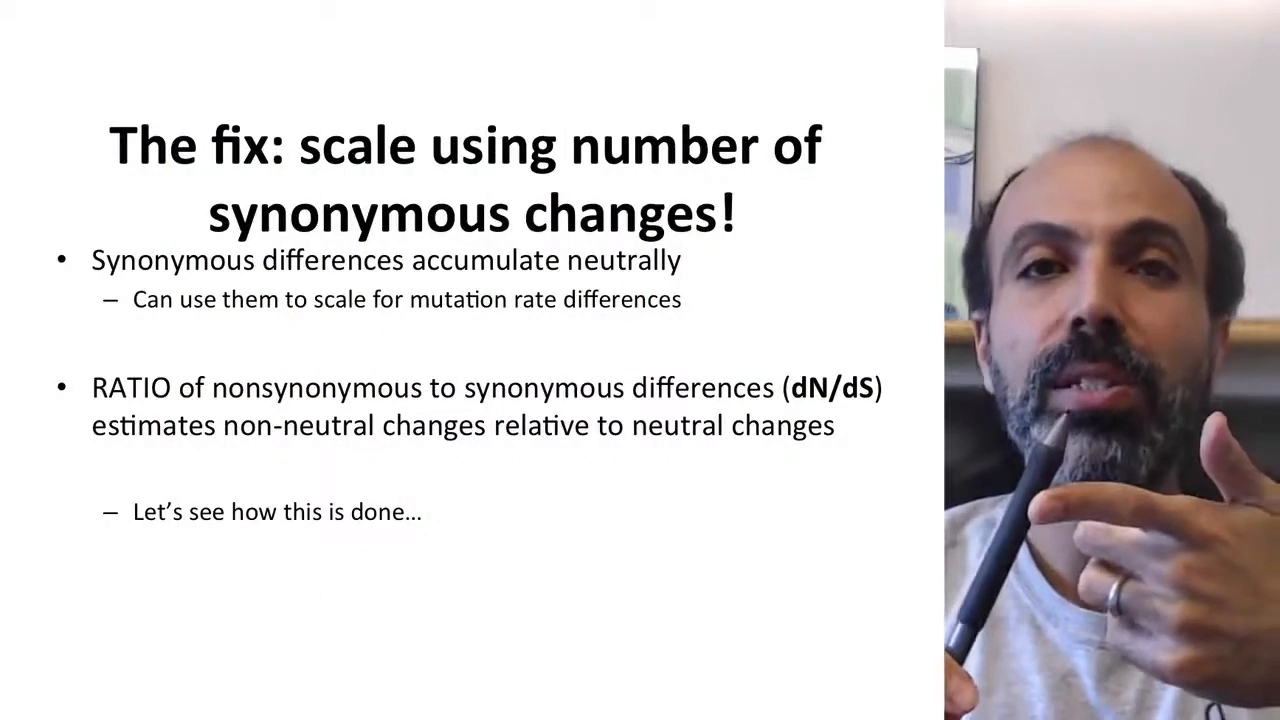 The fix: scale using number of
synonymous changes!
• Synonymous differences accumulate neutrally
– Can use them to scale for mutation rate differences
• RATIO of nonsynonymous to synonymous differences (dN/dS)
estimates non-neutral changes relative to neutral changes
– Let’s see how this is done...